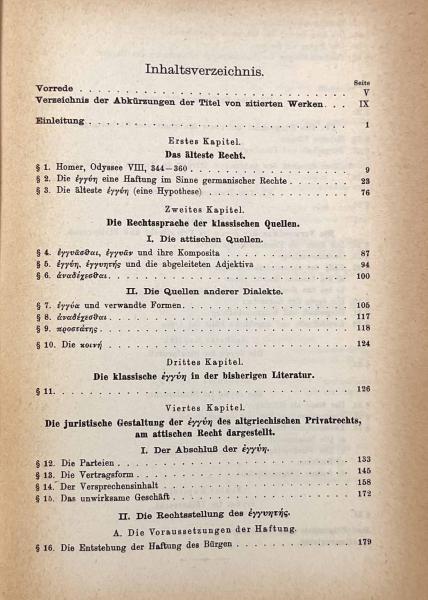 Inhaltsverzeichnis.
Seite
Vorrede . . . . . . . . . . . . . . . . . . . . . . V
Verzeichnis der Abkürzungen der Titel von zitierten Werken . . . IX
Einleitung . . . . . . . . . . . . . . . . . . . . . 1
Erstes Kapitel.
Das älteste Recht.
§ 1. Homer, Odyssee VIII, 344—360 . . . . . . . . . . . 9
§ 2. Die ἐγγύη eine Haftung im Sinne germanischer Rechte . . . . . 23
§ 3. Die älteste ἐγγύη (eine Hypothese) . . . . . . . . . . 76
Zweites Kapitel.
Die Rechtssprache der klassischen Quellen.
I. Die attischen Quellen.
§ 4. ἐγγυᾶσθαι, ἐγγυᾶν und ihre Komposita . . . . . . . . . 87
§ 5. ἐγγύη, ἐγγυητής und die abgeleiteten Adjektiva . . . . . . . 94
§ 6. ἀναδέχεσθαι . . . . . . . . . . . . . . . . . 100
II. Die Quellen anderer Dialekte.
§ 7. ἐγγύα und verwandte Formen . . . . . . . . . . . . 105
§ 8. ἀναδέχεσθαι . . . . . . . . . . . . . . . . . 117
§ 9. προστάτης . . . . . . . . . . . . . . . . . . 118
§ 10. Die κοινή . . . . . . . . . . . . . . . . . . 124
Drittes Kapitel.
Die klassische ἐγγύη in der bisherigen Literatur.
§ 11. . . . . . . . . . . . . . . . . . . . . . . 126
Viertes Kapitel.
Die juristische Gestaltung der ἐγγύη des altgriechischen Privatrechts,
am attischen Recht dargestellt.
I. Der Abschluß der ἐγγύη.
§ 12. Die Parteien . . . . . . . . . . . . . . . . . 133
§ 13. Die Vertragsform . . . . . . . . . . . . . . . . 145
§ 14. Der Versprechensinhalt . . . . . . . . . . . . . . 158
§ 15. Das unwirksame Geschäft . . . . . . . . . . . . . 172
II. Die Rechtsstellung des ἐγγυητής.
A. Die Voraussetzungen der Haftung.
§ 16. Die Entstehung der Haftung des Bürgen . . . . . . . . 179